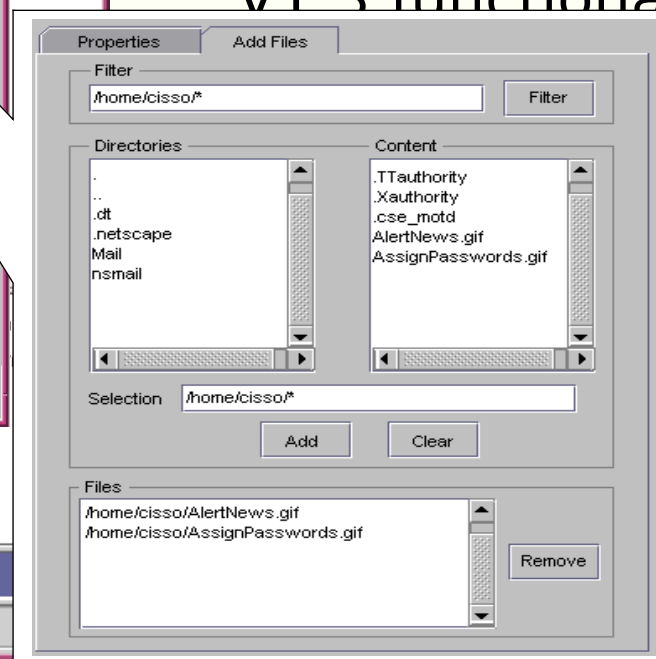 Properties
Add Files
Filter
/home/cisso/*
Filter
Directories
.
..
.dt
.netscape
Mail
nsmail
Content
.TTauthority
.Xauthority
.cse_motd
AlertNews.gif
AssignPasswords.gif
Selection /home/cisso/*
Add
Clear
Files
/home/cisso/AlertNews.gif
/home/cisso/AssignPasswords.gif
Remove